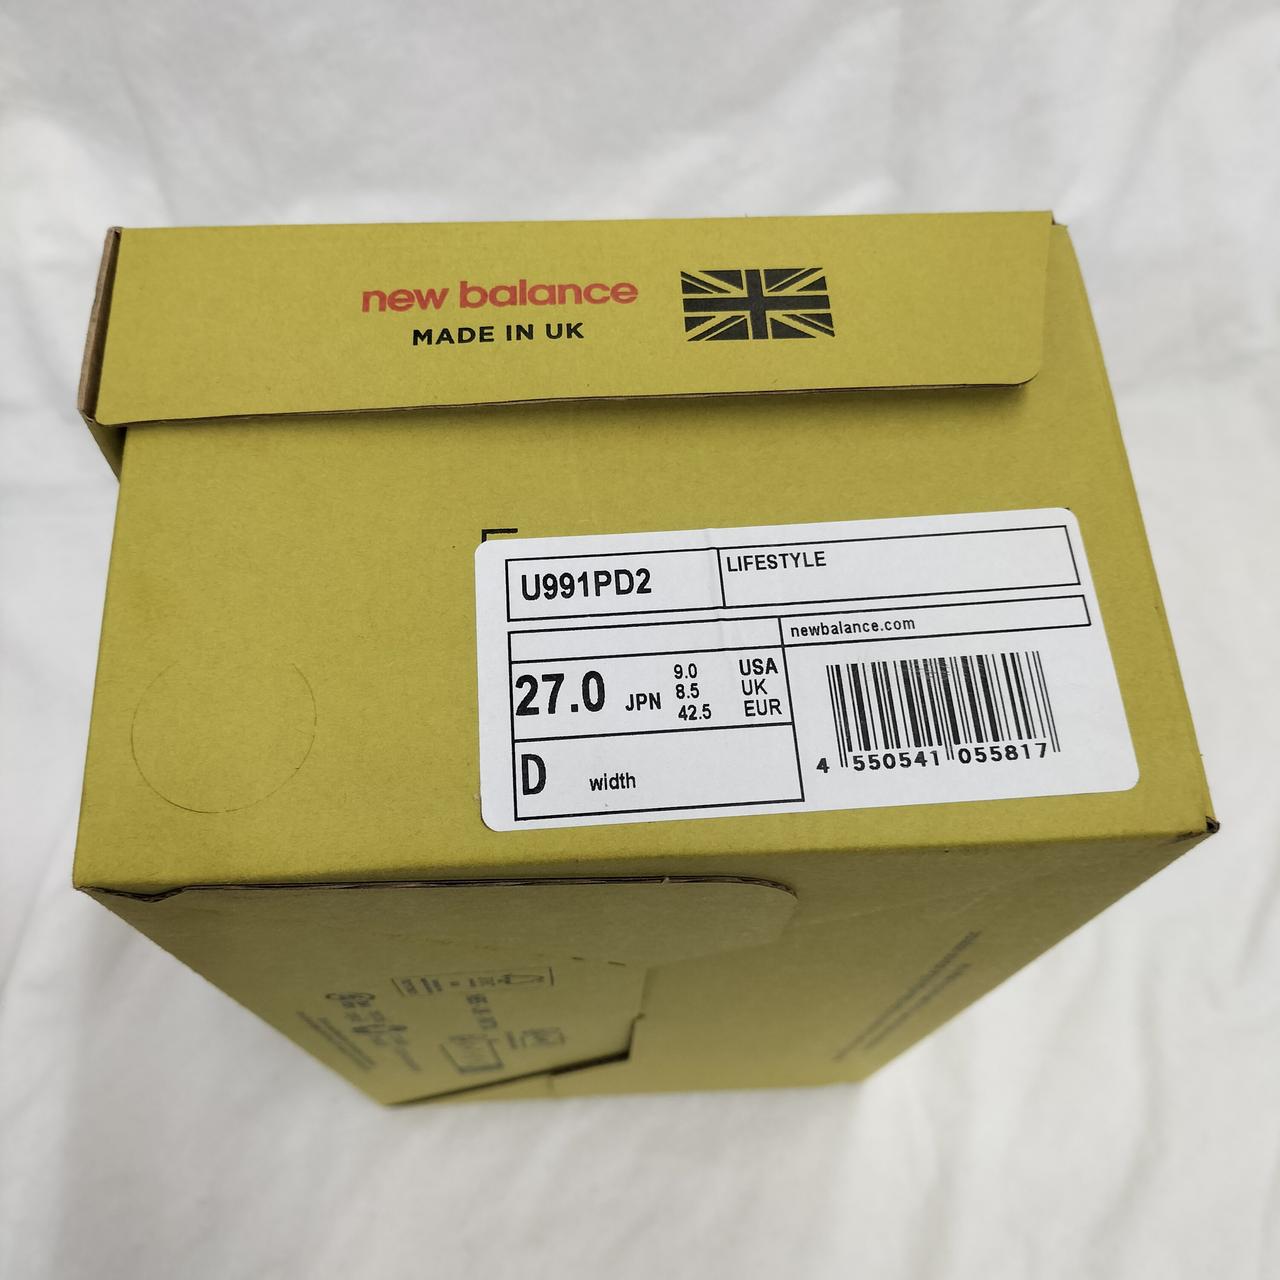 new balance
MADE IN UK
U991PD2
LIFESTYLE
newbalance.com
27.0 JPN
9.0 USA
8.5 UK
42.5 EUR
D width
4 550541 055817